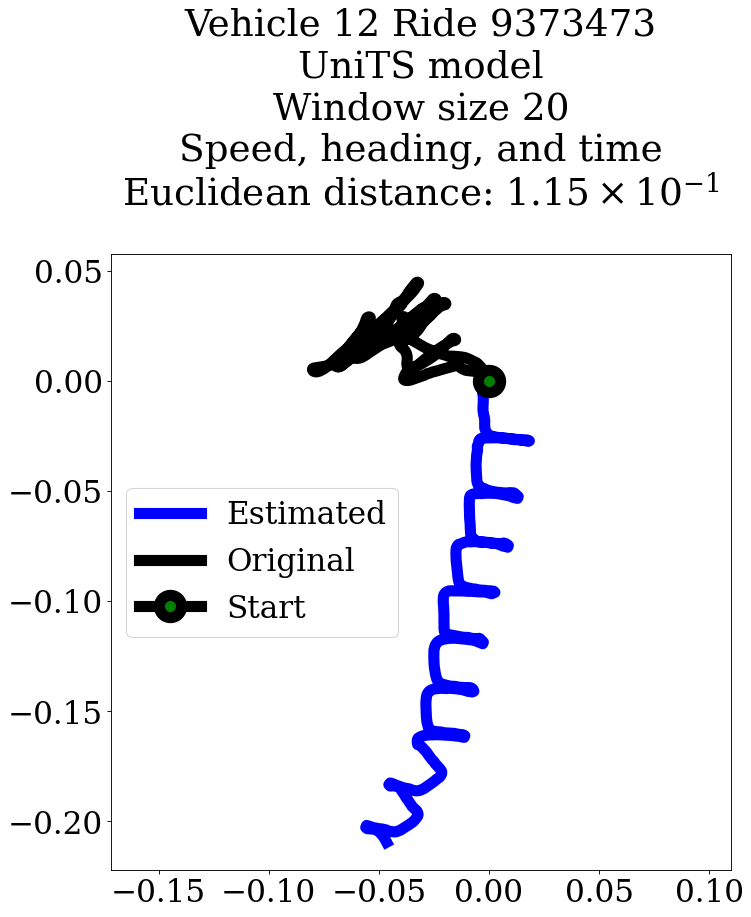 Vehicle 12 Ride 9373473
UniTS model
Window size 20
Speed, heading, and time
Euclidean distance: $1.15 \times 10^{-1}$
0.05
0.00
−0.05
−0.10
−0.15
−0.20
Estimated
Original
Start
−0.15 −0.10 −0.05 0.00 0.05 0.10